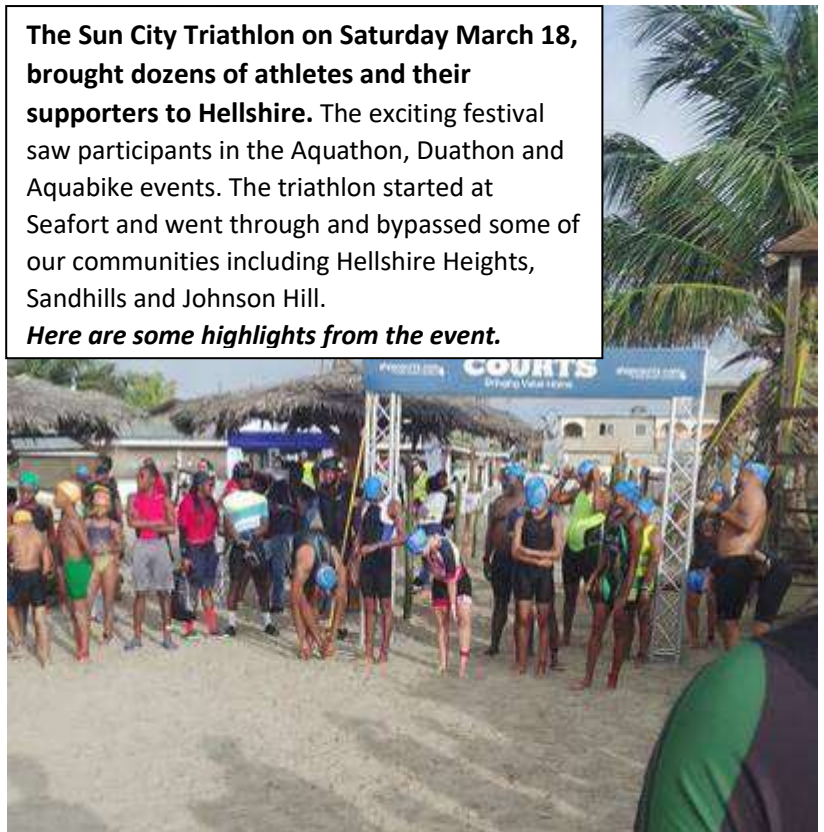 The Sun City Triathlon on Saturday March 18,
brought dozens of athletes and their
supporters to Hellshire. The exciting festival
saw participants in the Aquathon, Duathon and
Aquabike events. The triathlon started at
Seafort and went through and bypassed some of
our communities including Hellshire Heights,
Sandhills and Johnson Hill.
Here are some highlights from the event.
COURTS
Bringing Value Home